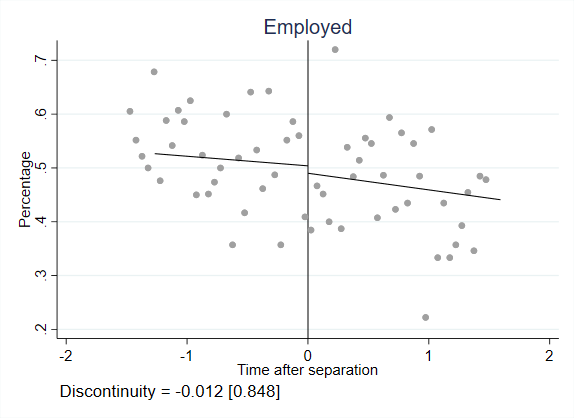 Employed
Percentage
.7
.6
.5
.4
.3
.2
-2 -1 0 1 2
Time after separation
Discontinuity = -0.012 [0.848]